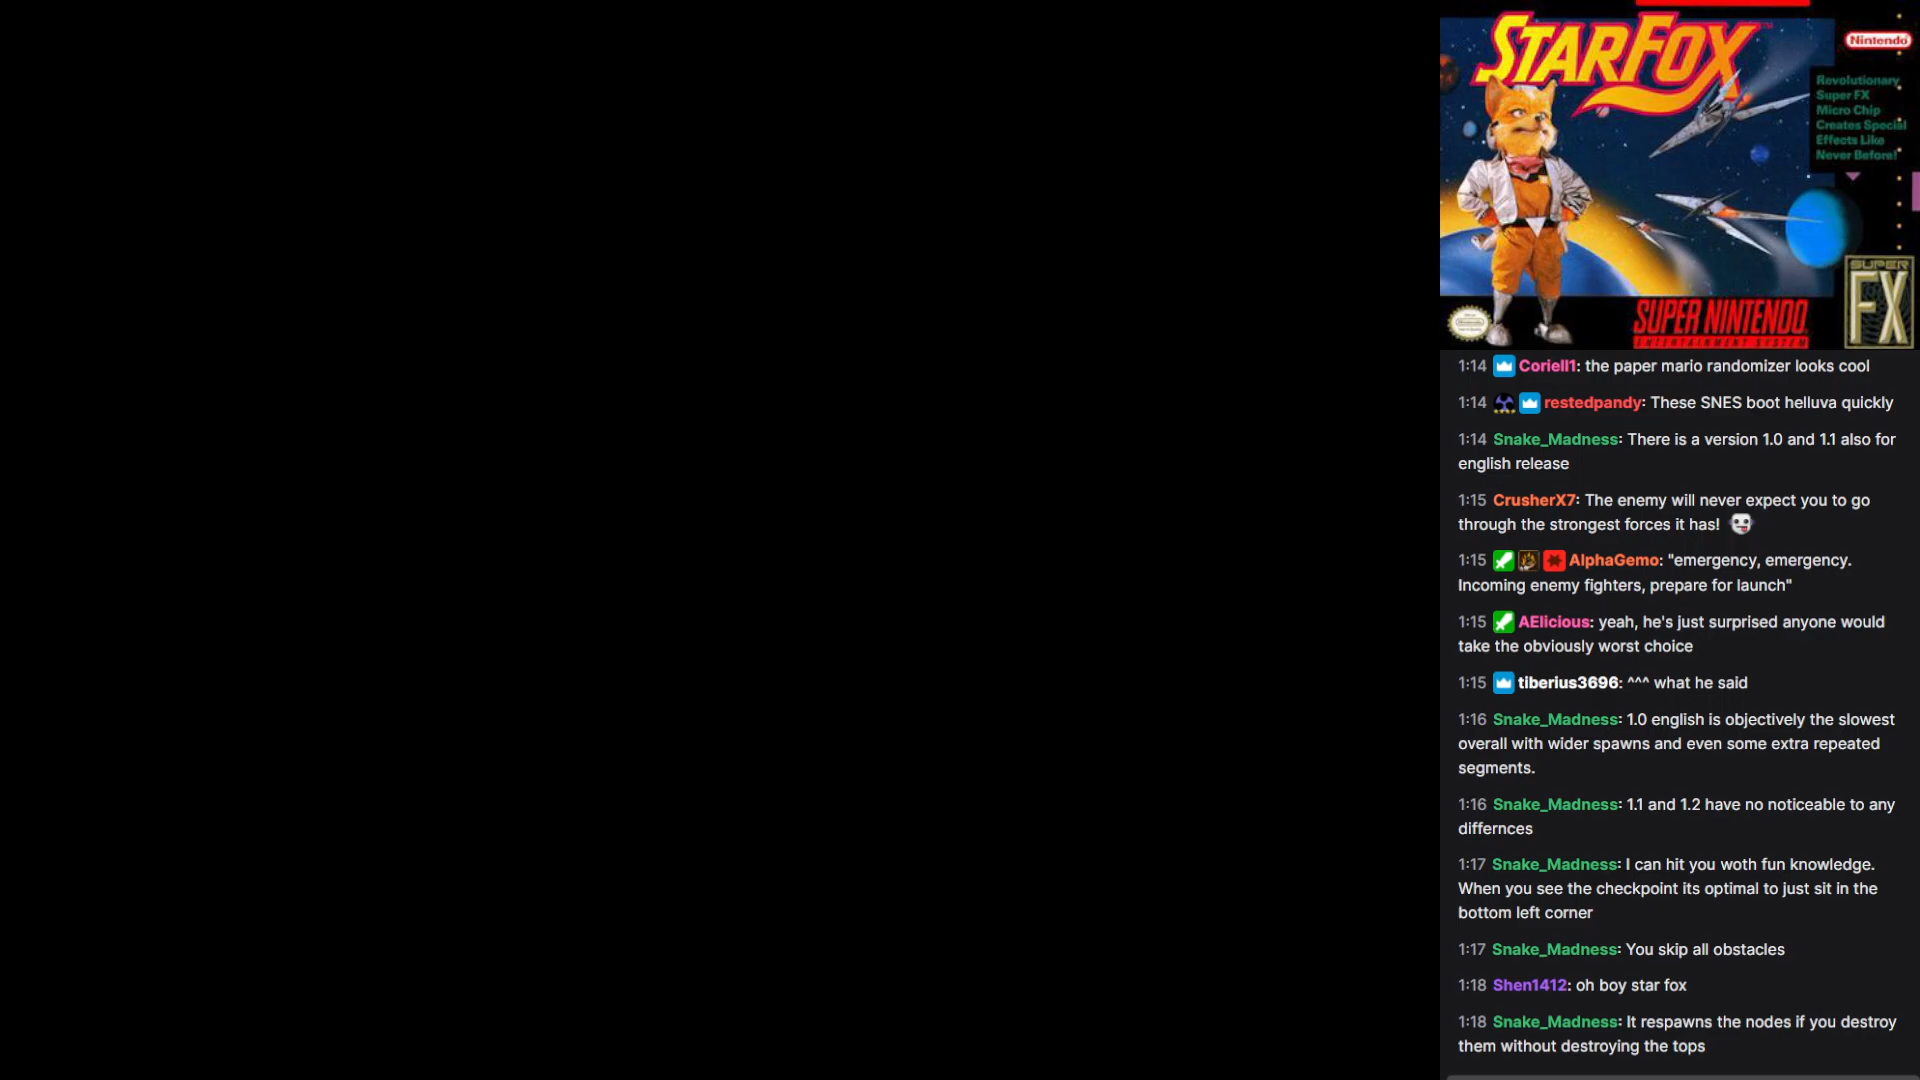 STARFOX
TM
Nintendo
Revolutionary
Super FX
Micro Chip
Creates Special
Effects Like
Never Before!
SUPER
FX
SUPER NINTENDO
ENTERTAINMENT SYSTEM
1:14 Coriell1: the paper mario randomizer looks cool
1:14 restedpandy: These SNES boot helluva quickly
1:14 Snake_Madness: There is a version 1.0 and 1.1 also for
english release
1:15 CrusherX7: The enemy will never expect you to go
through the strongest forces it has!
1:15 AlphaGemo: "emergency, emergency.
Incoming enemy fighters, prepare for launch"
1:15 AElicious: yeah, he's just surprised anyone would
take the obviously worst choice
1:15 tiberius3696: ^^^ what he said
1:16 Snake_Madness: 1.0 english is objectively the slowest
overall with wider spawns and even some extra repeated
segments.
1:16 Snake_Madness: 1.1 and 1.2 have no noticeable to any
differnces
1:17 Snake_Madness: I can hit you woth fun knowledge.
When you see the checkpoint its optimal to just sit in the
bottom left corner
1:17 Snake_Madness: You skip all obstacles
1:18 Shen1412: oh boy star fox
1:18 Snake_Madness: It respawns the nodes if you destroy
them without destroying the tops